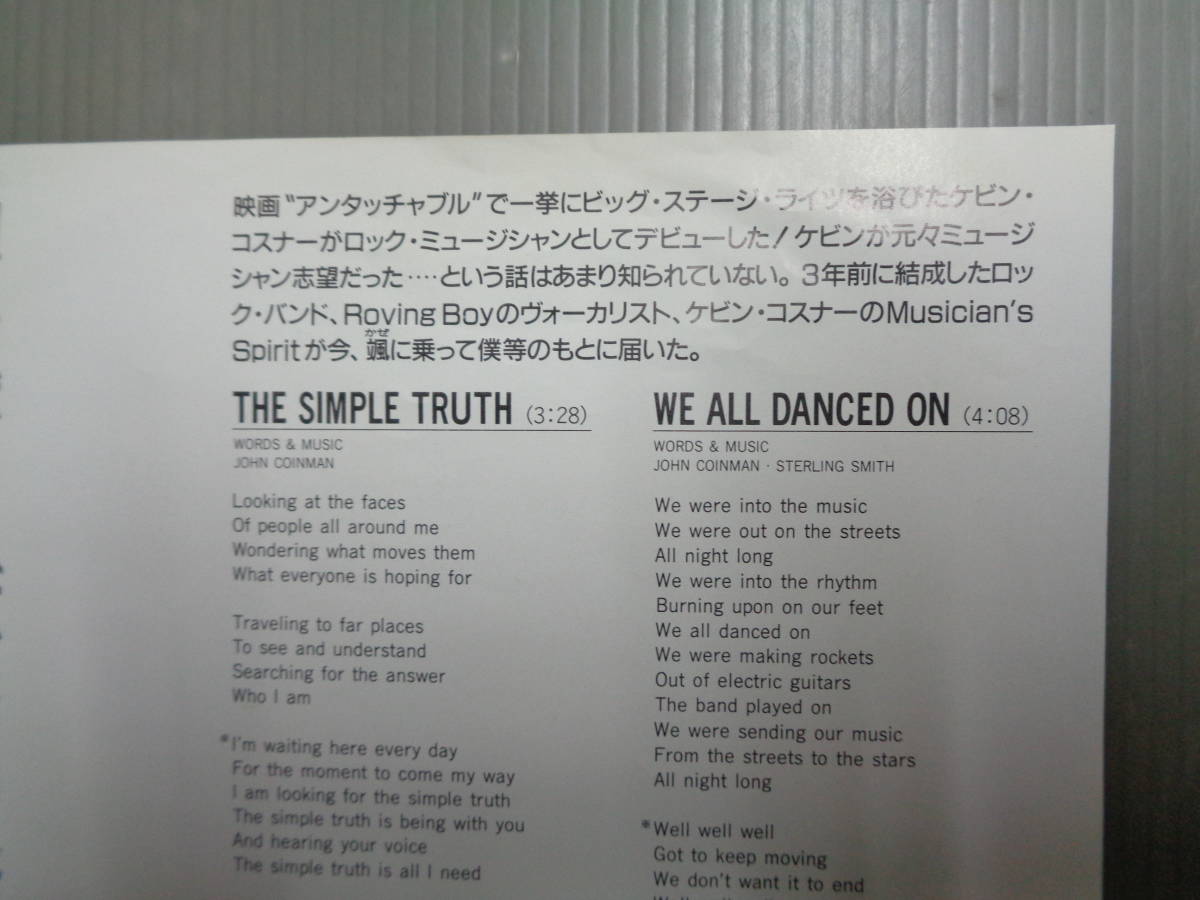 映画“アンタッチャブル”で一挙にビッグ・ステージ・ライツを浴びたケビン・
コスナーがロック・ミュージシャンとしてデビューした!ケビンが元々ミュージ
シャン志望だった‥‥という話はあまり知られていない。3年前に結成したロッ
ク・バンド、Roving Boyのヴォーカリスト、ケビン・コスナーのMusician's
かぜ
Spiritが今、颯に乗って僕等のもとに届いた。
THE SIMPLE TRUTH (3:28)
WORDS & MUSIC
JOHN COINMAN
Looking at the faces
Of people all around me
Wondering what moves them
What everyone is hoping for
Traveling to far places
To see and understand
Searching for the answer
Who I am
*I'm waiting here every day
For the moment to come my way
I am looking for the simple truth
The simple truth is being with you
And hearing your voice
The simple truth is all I need
WE ALL DANCED ON (4:08)
WORDS & MUSIC
JOHN COINMAN · STERLING SMITH
We were into the music
We were out on the streets
All night long
We were into the rhythm
Burning upon on our feet
We all danced on
We were making rockets
Out of electric guitars
The band played on
We were sending our music
From the streets to the stars
All night long
*Well well well
Got to keep moving
We don't want it to end